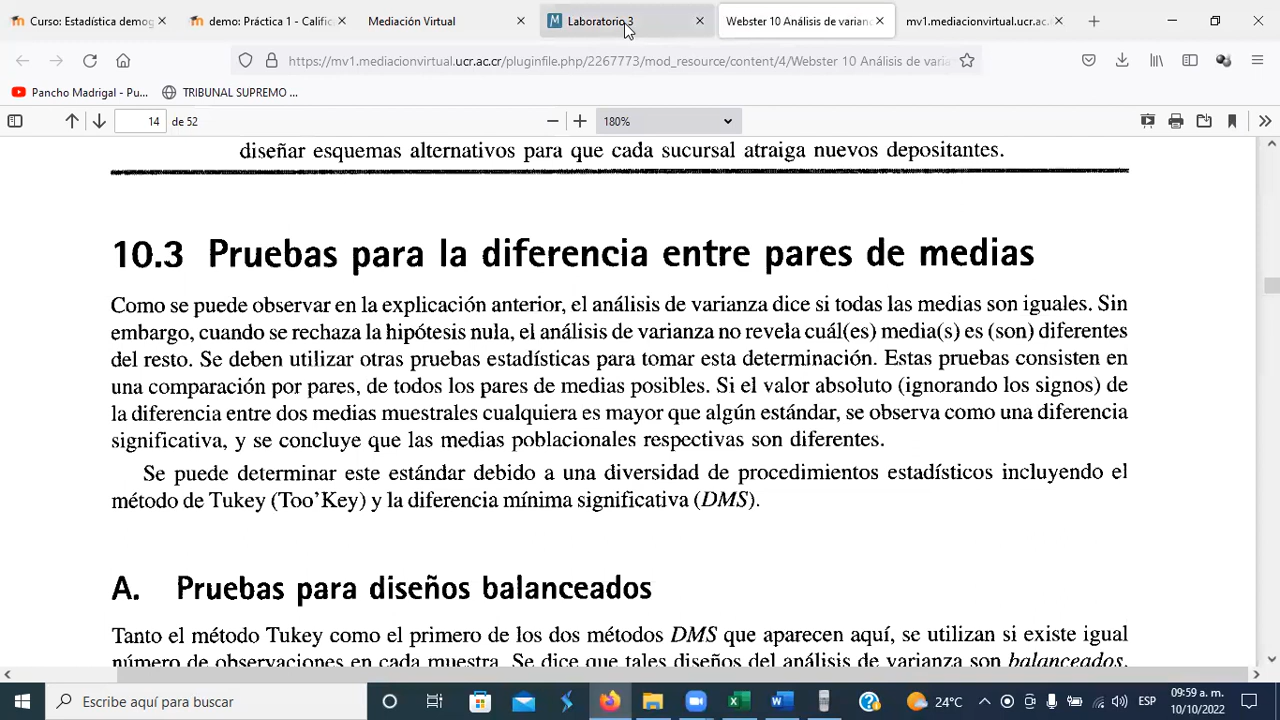 Curso: Estadística demog
demo: Práctica 1 - Calific
Mediación Virtual
Laboratorio 3
Webster 10 Análisis de varian
mv1.mediacionvirtual.ucr.ac.
https://mv1.mediacionvirtual.ucr.ac.cr/pluginfile.php/2267773/mod_resource/content/4/Webster 10 Análisis de varia
Pancho Madrigal - Pu...
TRIBUNAL SUPREMO ...
14 de 52
180%
diseñar esquemas alternativos para que cada sucursal atraiga nuevos depositantes.
10.3 Pruebas para la diferencia entre pares de medias
Como se puede observar en la explicación anterior, el análisis de varianza dice si todas las medias son iguales. Sin
embargo, cuando se rechaza la hipótesis nula, el análisis de varianza no revela cuál(es) media(s) es (son) diferentes
del resto. Se deben utilizar otras pruebas estadísticas para tomar esta determinación. Estas pruebas consisten en
una comparación por pares, de todos los pares de medias posibles. Si el valor absoluto (ignorando los signos) de
la diferencia entre dos medias muestrales cualquiera es mayor que algún estándar, se observa como una diferencia
significativa, y se concluye que las medias poblacionales respectivas son diferentes.
Se puede determinar este estándar debido a una diversidad de procedimientos estadísticos incluyendo el
método de Tukey (Too'Key) y la diferencia mínima significativa (DMS).
A. Pruebas para diseños balanceados
Tanto el método Tukey como el primero de los dos métodos DMS que aparecen aquí, se utilizan si existe igual
número de observaciones en cada muestra. Se dice que tales diseños del análisis de varianza son balanceados.
Escribe aquí para buscar
24°C
ESP
09:59 a. m.
10/10/2022